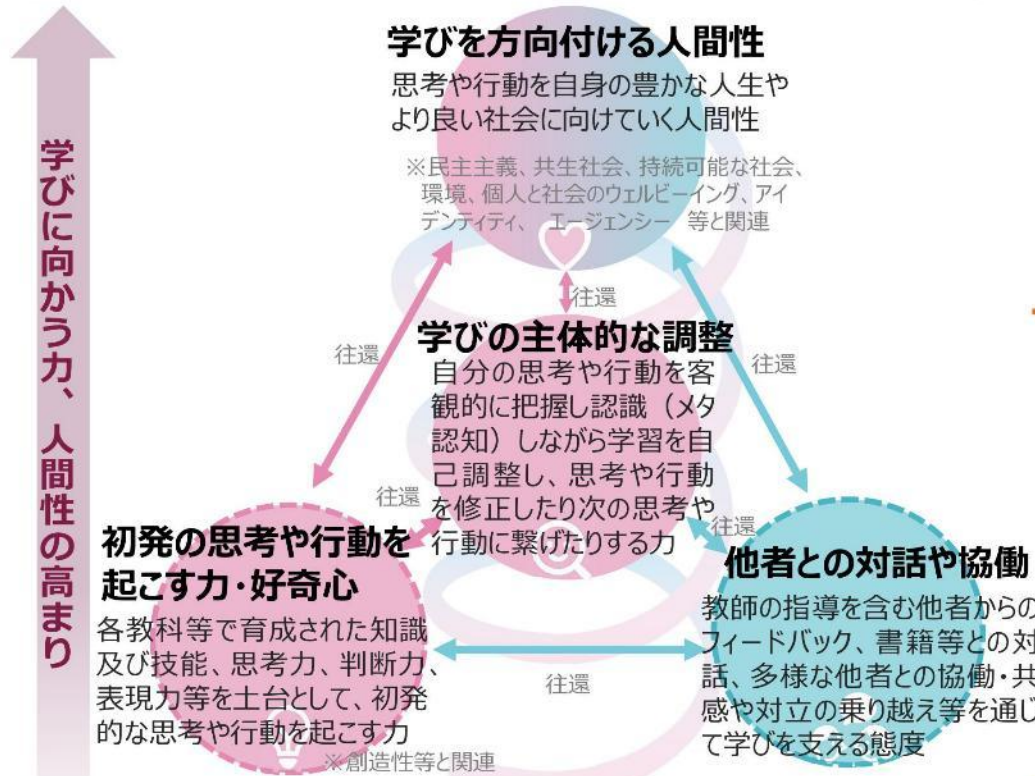 学びに向かう力、人間性の高まり
学びを方向付ける人間性
思考や行動を自身の豊かな人生や
より良い社会に向けていく人間性
※民主主義、共生社会、持続可能な社会、
環境、個人と社会のウェルビーイング、アイ
デンティティ、 エージェンシー 等と関連
往還
往還
往還
学びの主体的な調整
自分の思考や行動を客
観的に把握し認識（メタ
認知）しながら学習を自
己調整し、思考や行動
を修正したり次の思考や
行動に繋げたりする力
往還
往還
初発の思考や行動を
起こす力・好奇心
各教科等で育成された知識
及び技能、思考力、判断力、
表現力等を土台として、初発
的な思考や行動を起こす力
※創造性等と関連
往還
他者との対話や協働
教師の指導を含む他者からの
フィードバック、書籍等との対
話、多様な他者との協働・共
感や対立の乗り越え等を通じ
て学びを支える態度